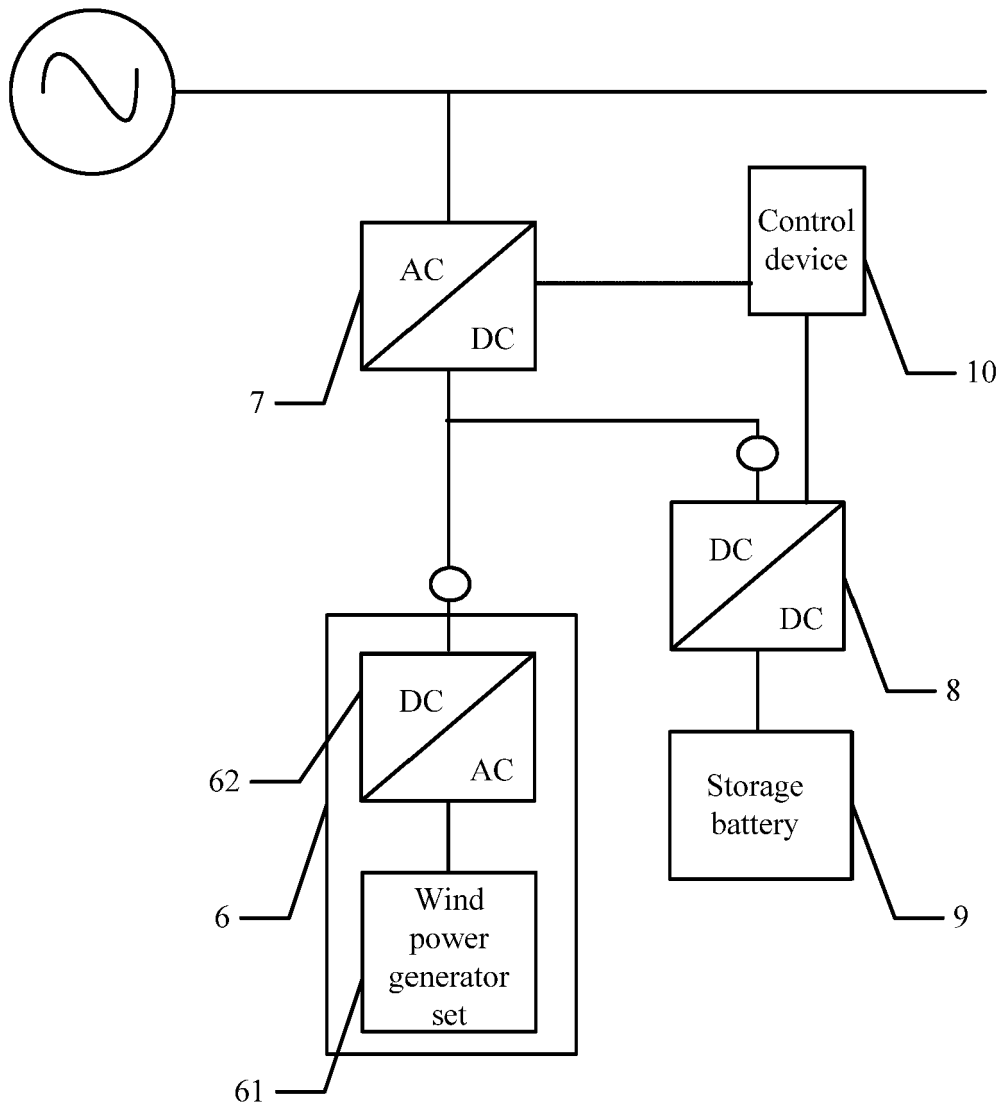 Control
device
AC
DC
10
7
DC
DC
8
DC
AC
62
Storage
battery
Wind
power
generator
set
6
9
61